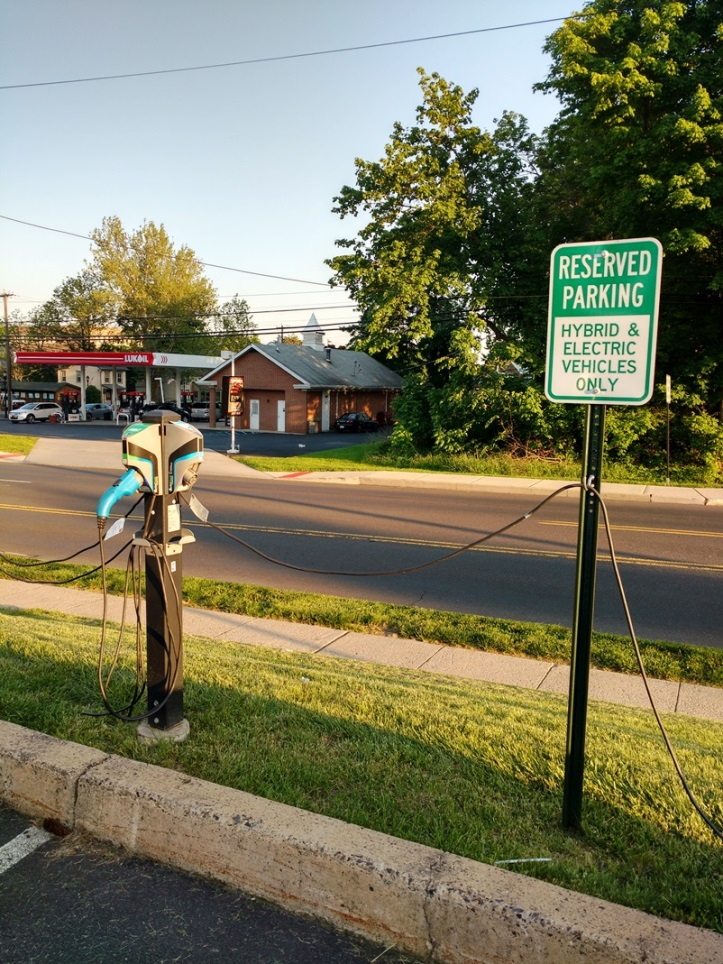 LUKOIL
RESERVED
PARKING
HYBRID &
ELECTRIC
VEHICLES
ONLY